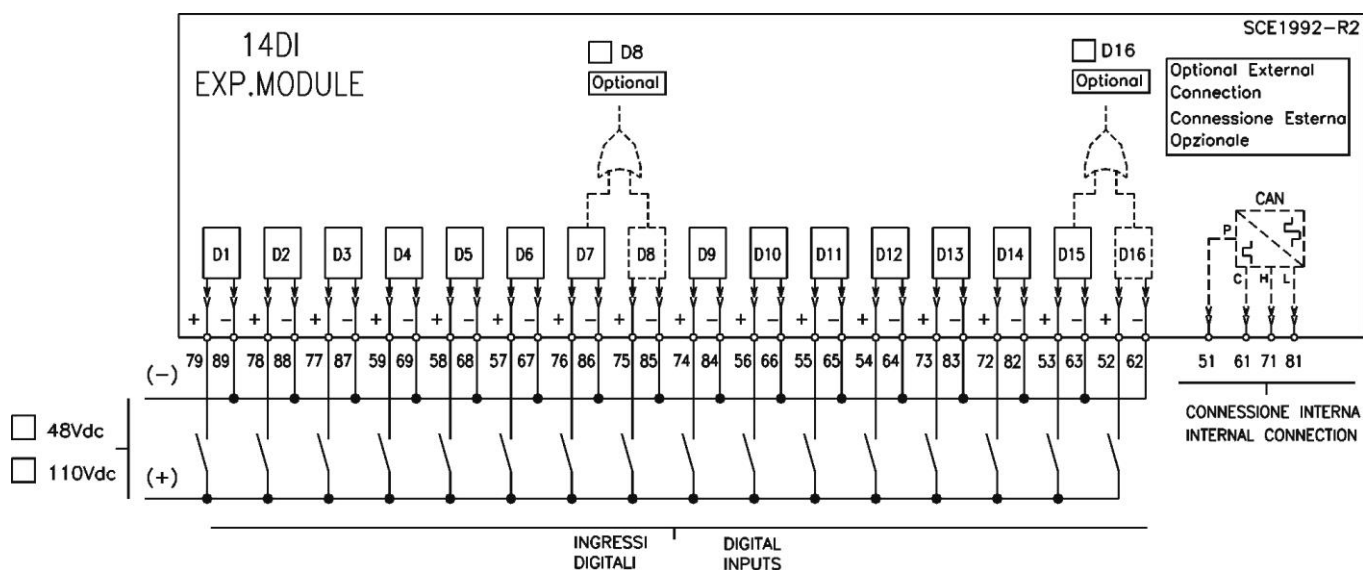 SCE1992-R2
14DI
EXP.MODULE
D8
Optional
D16
Optional
Optional External
Connection
Connessione Esterna
Opzionale
CAN
P
C H L
D1 D2 D3 D4 D5 D6 D7 D8 D9 D10 D11 D12 D13 D14 D15 D16
+ − + − + − + − + − + − + − + − + − + − + − + − + − + − + − + −
79 89 78 88 77 87 59 69 58 68 57 67 76 86 75 85 74 84 56 66 55 65 54 64 73 83 72 82 53 63 52 62 51 61 71 81
(−)
48Vdc
110Vdc
(+)
CONNESSIONE INTERNA
INTERNAL CONNECTION
INGRESSI
DIGITALI
DIGITAL
INPUTS